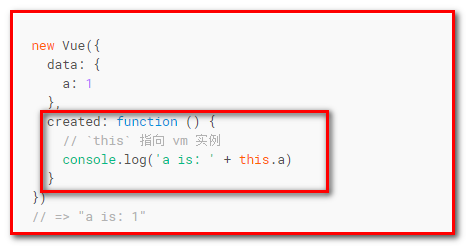 new Vue({
  data: {
    a: 1
  },
  created: function () {
    // `this` 指向 vm 实例
    console.log('a is: ' + this.a)
  }
})
// => "a is: 1"